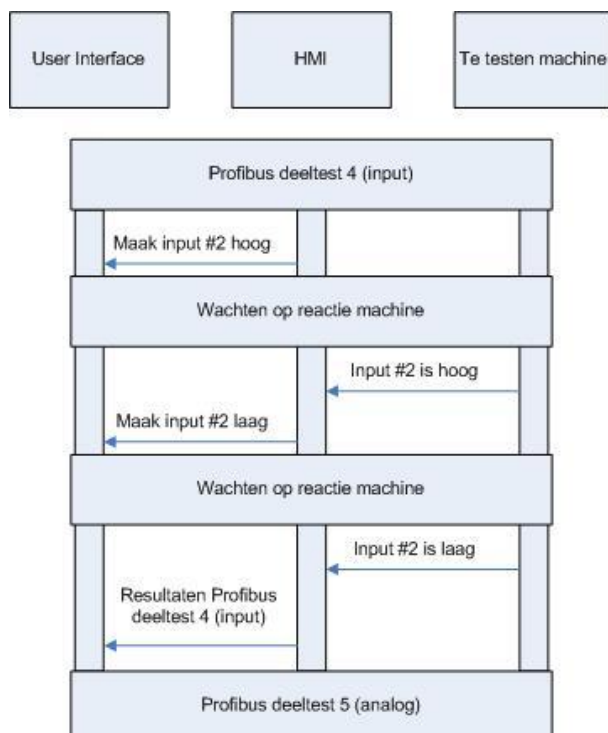 User Interface
HMI
Te testen machine
Profibus deeltest 4 (input)
Maak input #2 hoog
Wachten op reactie machine
Input #2 is hoog
Maak input #2 laag
Wachten op reactie machine
Input #2 is laag
Resultaten Profibus
deeltest 4 (input)
Profibus deeltest 5 (analog)